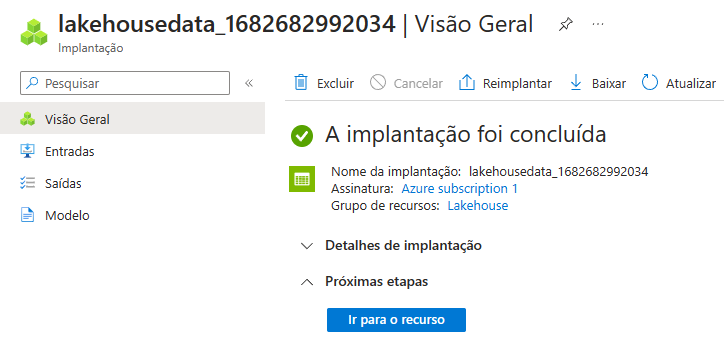 lakehousedata_1682682992034 | Visão Geral
Implantação
Pesquisar
Excluir Cancelar Reimplantar Baixar Atualizar
Visão Geral
Entradas
Saídas
Modelo
A implantação foi concluída
Nome da implantação: lakehousedata_1682682992034
Assinatura: Azure subscription 1
Grupo de recursos: Lakehouse
Detalhes de implantação
Próximas etapas
Ir para o recurso